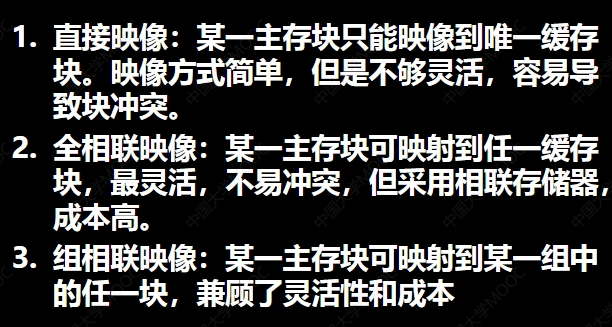 1. 直接映像：某一主存块只能映像到唯一缓存
块。映像方式简单，但是不够灵活，容易导
致块冲突。
2. 全相联映像：某一主存块可映射到任一缓存
块，最灵活，不易冲突，但采用相联存储器，
成本高。
3. 组相联映像：某一主存块可映射到某一组中
的任一块，兼顾了灵活性和成本